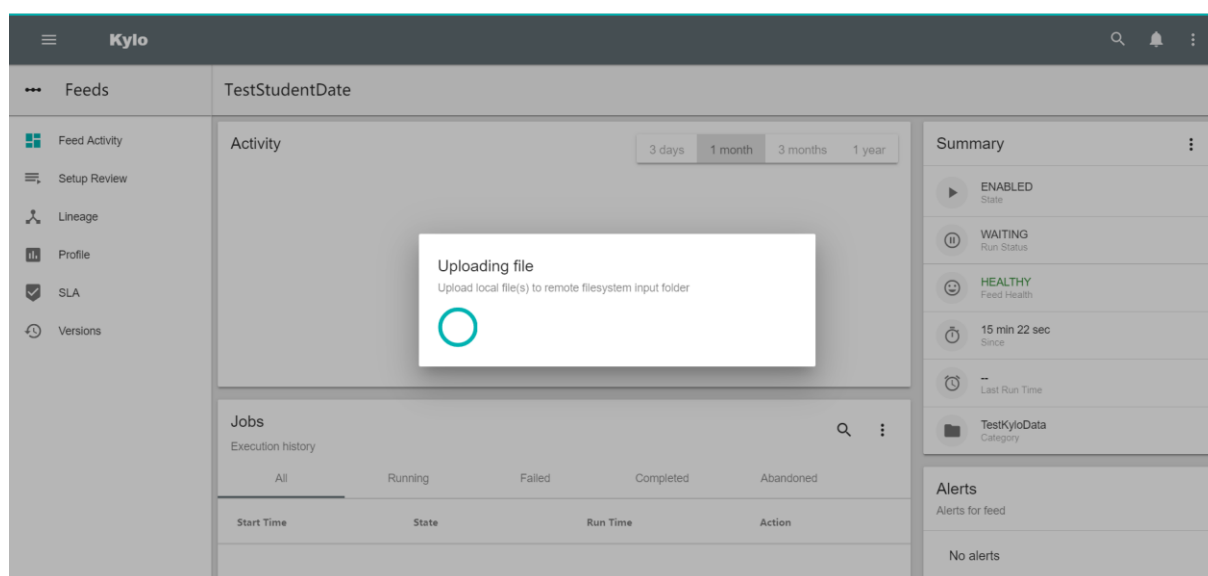 Kylo
Feeds
TestStudentDate
Feed Activity
Setup Review
Lineage
Profile
SLA
Versions
Activity
3 days 1 month 3 months 1 year
Uploading file
Upload local file(s) to remote filesystem input folder
Jobs
Execution history
All Running Failed Completed Abandoned
Start Time State Run Time Action
Summary
ENABLED
State
WAITING
Run Status
HEALTHY
Feed Health
15 min 22 sec
Since
--
Last Run Time
TestKyloData
Category
Alerts
Alerts for feed
No alerts